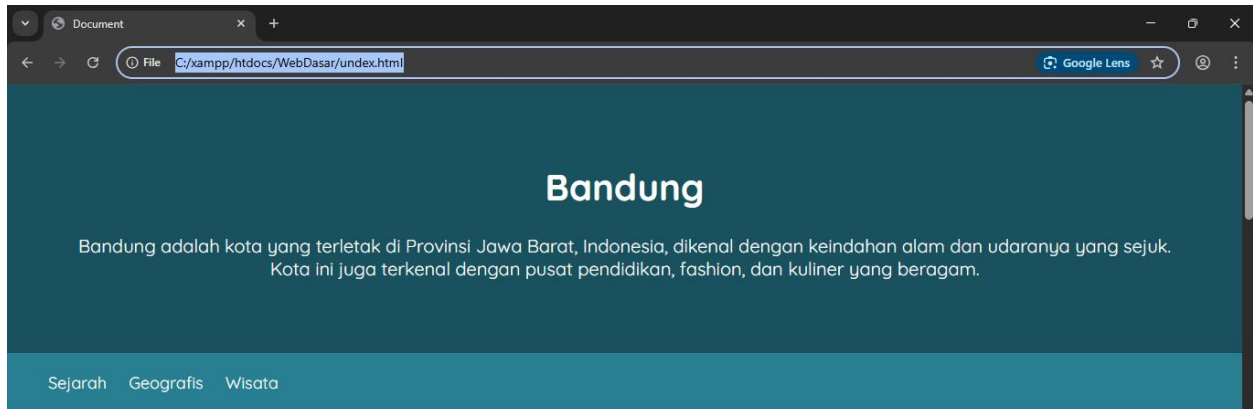 Document
File C:/xampp/htdocs/WebDasar/undex.html Google Lens
Bandung
Bandung adalah kota yang terletak di Provinsi Jawa Barat, Indonesia, dikenal dengan keindahan alam dan udaranya yang sejuk.
Kota ini juga terkenal dengan pusat pendidikan, fashion, dan kuliner yang beragam.
Sejarah Geografis Wisata